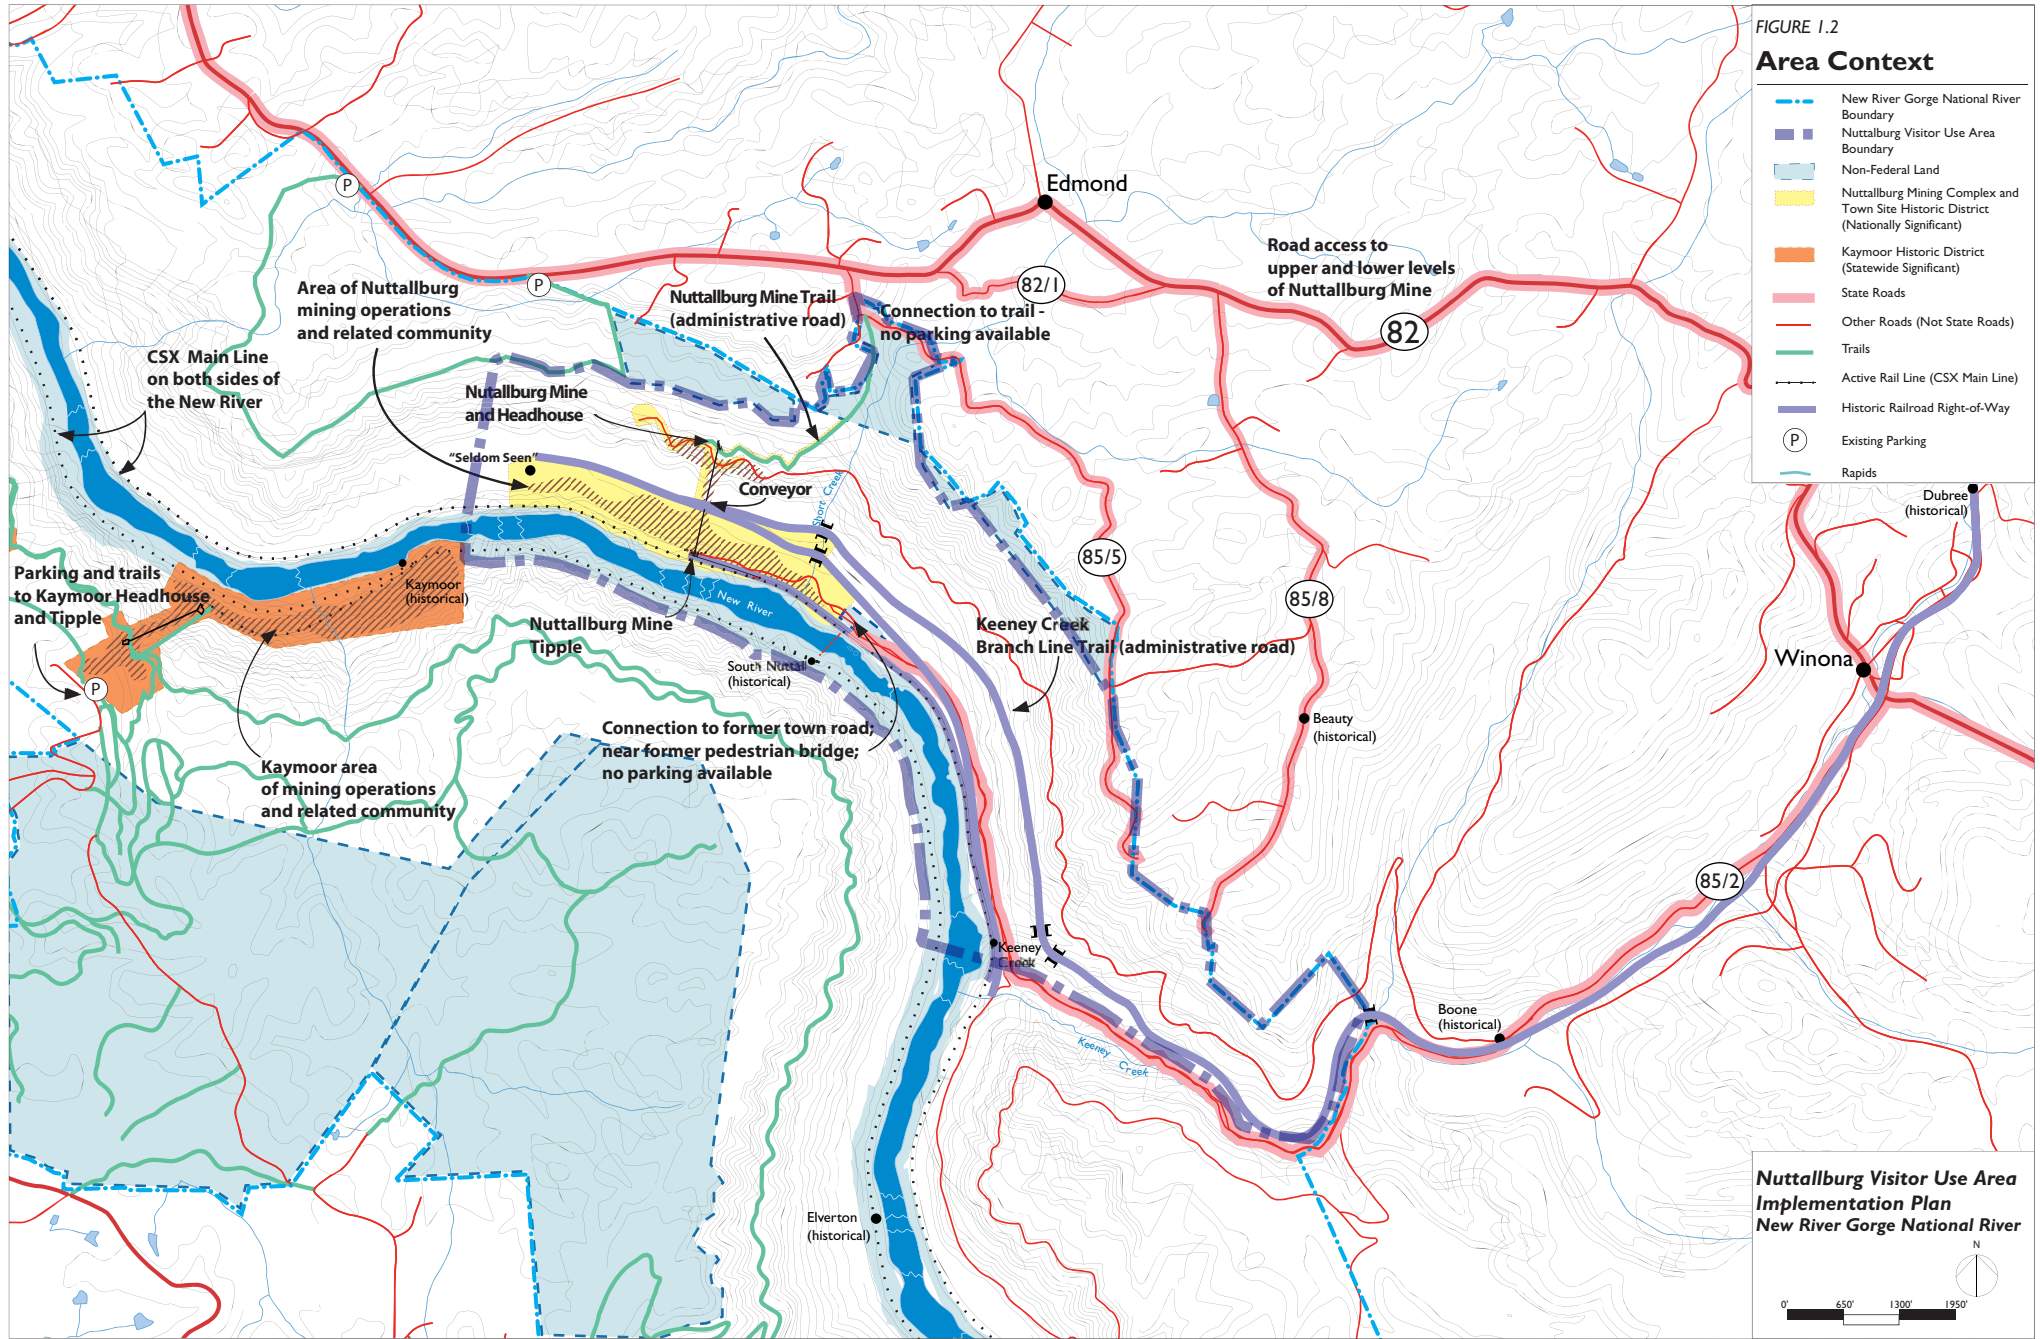 FIGURE 1.2
Area Context
New River Gorge National River
Boundary
Nuttalburg Visitor Use Area
Boundary
Non-Federal Land
Nuttallburg Mining Complex and
Town Site Historic District
(Nationally Significant)
Kaymoor Historic District
(Statewide Significant)
State Roads
Other Roads (Not State Roads)
Trails
Active Rail Line (CSX Main Line)
Historic Railroad Right-of-Way
P
Existing Parking
Rapids
P
Edmond
Road access to
upper and lower levels
of Nuttallburg Mine
82/1
82
P
Area of Nuttallburg
mining operations
and related community
Nuttallburg Mine Trail
(administrative road)
Connection to trail -
no parking available
CSX Main Line
on both sides of
the New River
Nutallburg Mine
and Headhouse
"Seldom Seen"
Conveyor
Short Creek
Dubree
(historical)
85/5
85/8
Parking and trails
to Kaymoor Headhouse
and Tipple
Kaymoor
(historical)
New River
Nuttallburg Mine
Tipple
South Nuttall
(historical)
Keeney Creek
Branch Line Trail (administrative road)
Winona
P
Beauty
(historical)
Connection to former town road;
near former pedestrian bridge;
no parking available
Kaymoor area
of mining operations
and related community
85/2
Keeney
Creek
Boone
(historical)
Keeney Creek
Elverton
(historical)
Nuttallburg Visitor Use Area
Implementation Plan
New River Gorge National River
N
0' 650' 1300' 1950'